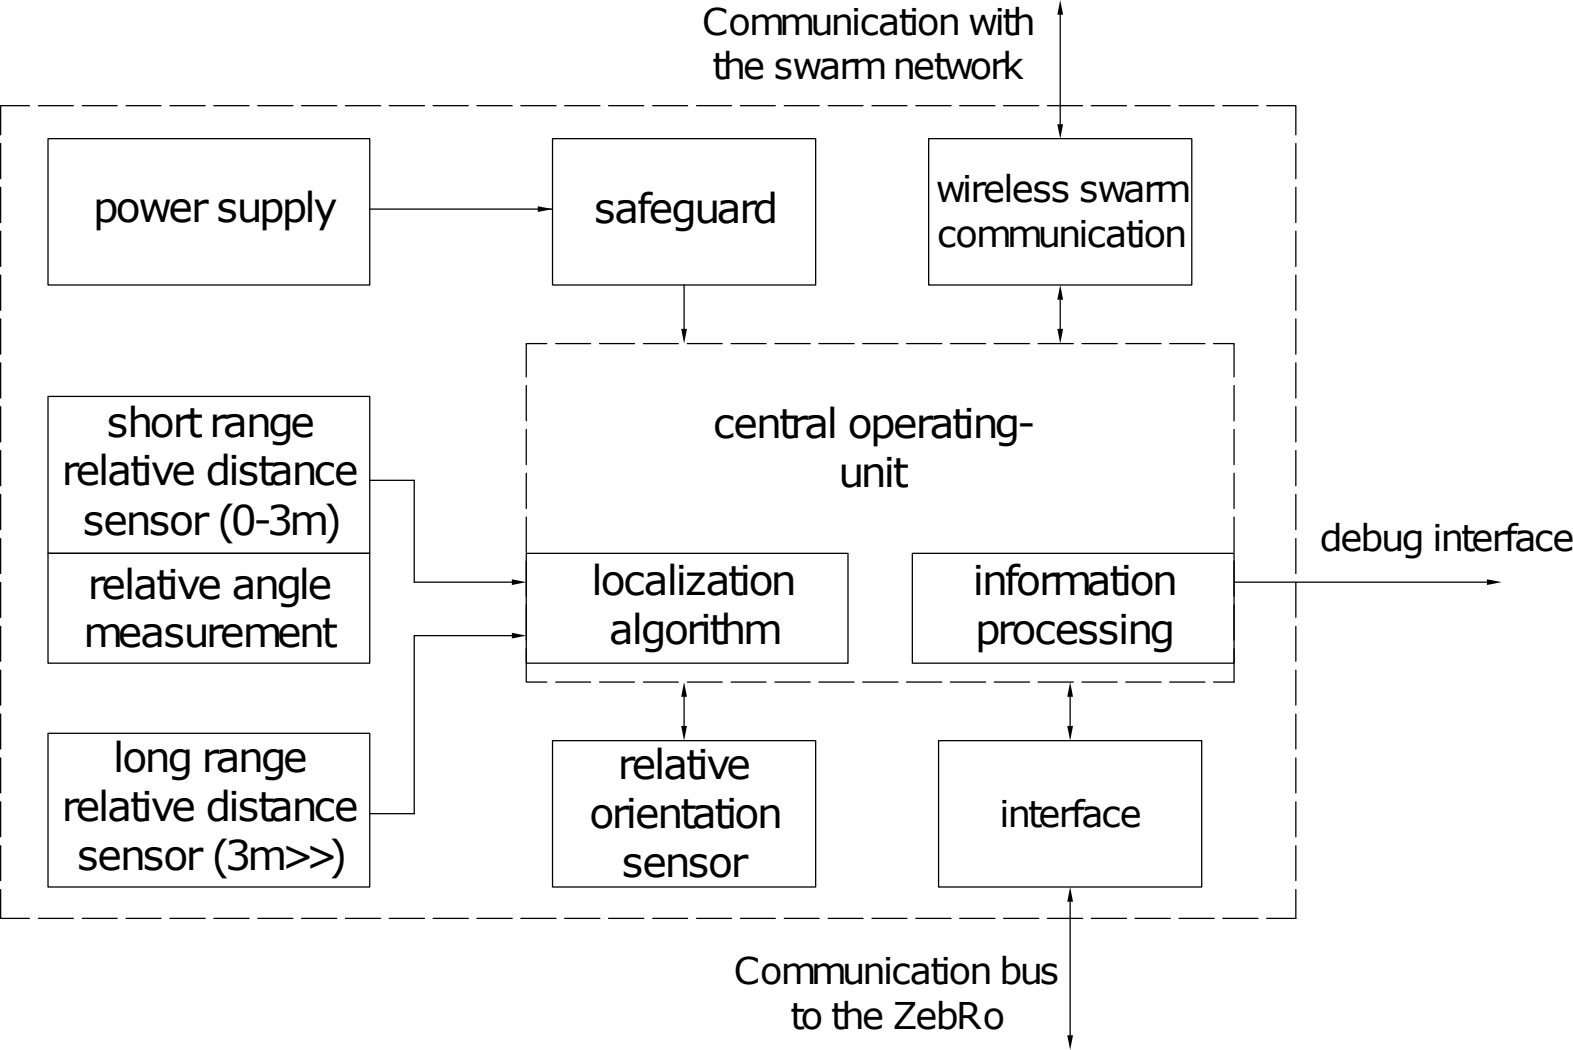 Communication with
the swarm network
power supply
safeguard
wireless swarm
communication
short range
relative distance
sensor (0-3m)
relative angle
measurement
central operating-
unit
localization
algorithm
information
processing
debug interface
long range
relative distance
sensor (3m>>)
relative
orientation
sensor
interface
Communication bus
to the ZebRo